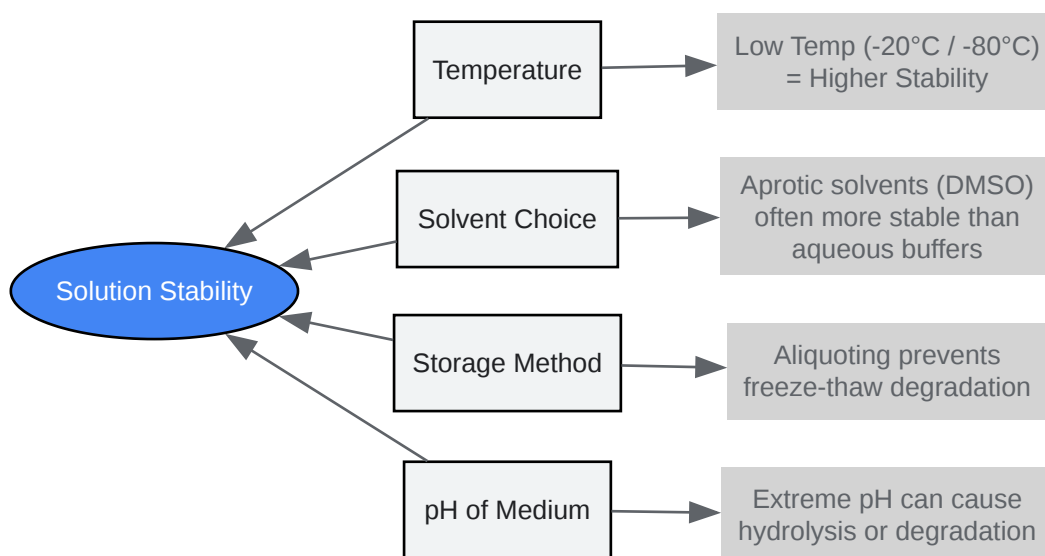 Temperature
Low Temp (-20°C / -80°C)
= Higher Stability
Solvent Choice
Aprotic solvents (DMSO)
often more stable than
aqueous buffers
Solution Stability
Storage Method
Aliquoting prevents
freeze-thaw degradation
pH of Medium
Extreme pH can cause
hydrolysis or degradation